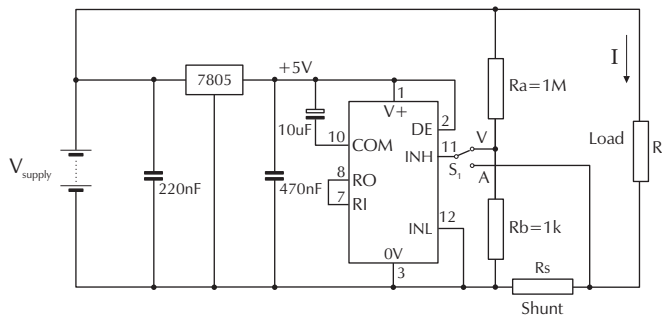 I
+5V
7805
1
V+
Ra=1M
DE
2
10uF
10
COM
INH
11
V
S1
A
Load
R
Vsupply
220nF
470nF
8
RO
7
RI
INL
12
Rb=1k
0V
3
Rs
Shunt